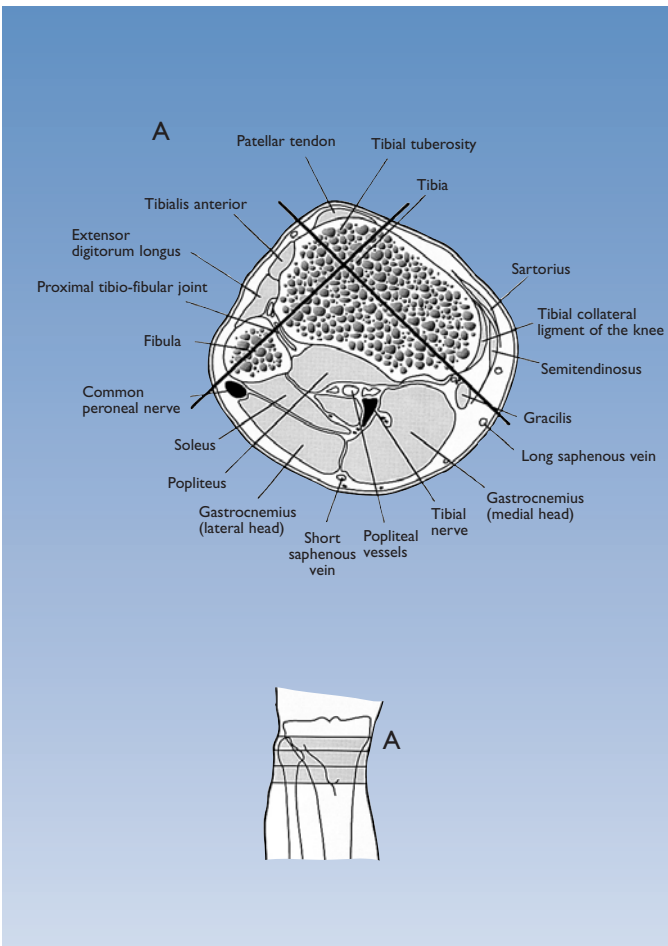 A
Patellar tendon
Tibial tuberosity
Tibia
Tibialis anterior
Extensor
digitorum longus
Proximal tibio-fibular joint
Fibula
Common
peroneal nerve
Soleus
Popliteus
Gastrocnemius
(lateral head)
Short
saphenous
vein
Popliteal
vessels
Tibial
nerve
Gastrocnemius
(medial head)
Long saphenous vein
Gracilis
Semitendinosus
Tibial collateral
ligment of the knee
Sartorius
A